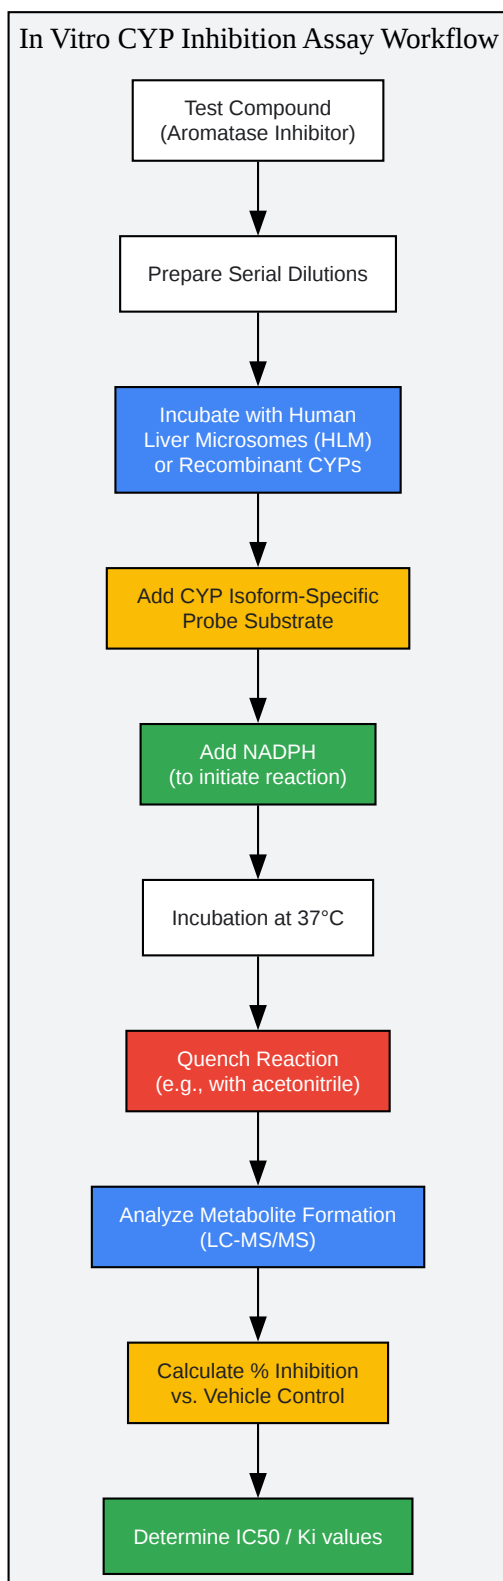 In Vitro CYP Inhibition Assay Workflow
Test Compound
(Aromatase Inhibitor)
Prepare Serial Dilutions
Incubate with Human
Liver Microsomes (HLM)
or Recombinant CYPs
Add CYP Isoform-Specific
Probe Substrate
Add NADPH
(to initiate reaction)
Incubation at 37°C
Quench Reaction
(e.g., with acetonitrile)
Analyze Metabolite Formation
(LC-MS/MS)
Calculate % Inhibition
vs. Vehicle Control
Determine IC50 / Ki values